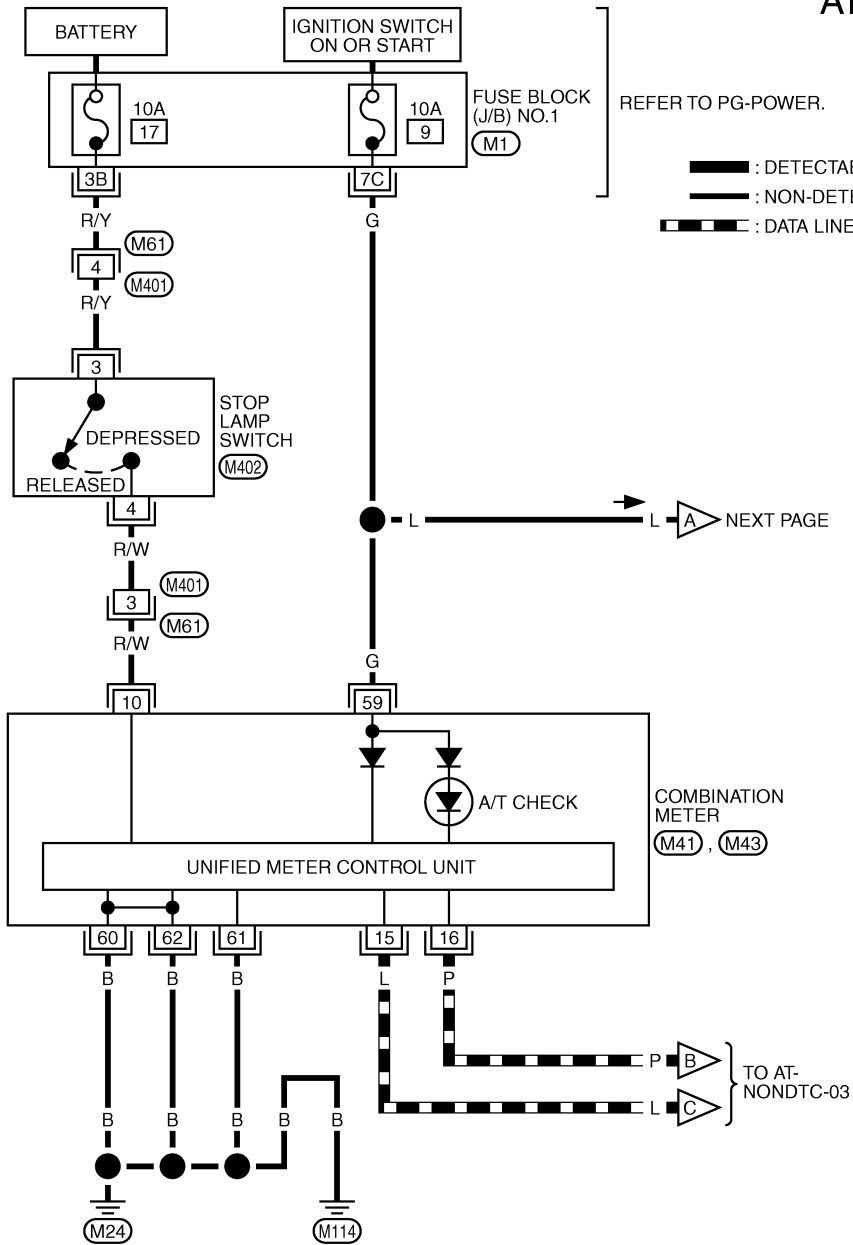 BATTERY
IGNITION SWITCH
ON OR START
10A
17
10A
9
FUSE BLOCK
(J/B) NO.1
M1
REFER TO PG-POWER.
3B
7C
: DETECTAB
: NON-DETE
: DATA LINE
R/Y
G
M61
4
M401
R/Y
3
STOP
LAMP
SWITCH
M402
DEPRESSED
RELEASED
4
L
L
A
NEXT PAGE
R/W
M401
3
M61
R/W
G
10
59
A/T CHECK
COMBINATION
METER
M41 , M43
UNIFIED METER CONTROL UNIT
60
62
61
15
16
B
B
B
L
P
P
B
L
C
TO AT-
NONDTC-03
B
B
B
B
B
M24
M114